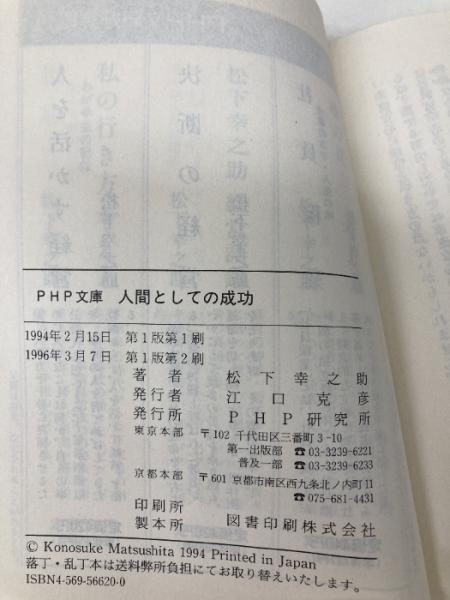 PHP文庫 人間としての成功
1994年2月15日 第1版第1刷
1996年3月7日 第1版第2刷
著者 松下幸之助
発行者 江口克彦
発行所 PHP研究所
東京本部 〒102 千代田区三番町3-10
第一出版部 ☎03-3239-6221
普及一部 ☎03-3239-6233
京都本部 〒601 京都市南区西九条北ノ内町11
☎075-681-4431
印刷所
製本所 図書印刷株式会社
© Konosuke Matsushita 1994 Printed in Japan
落丁・乱丁本は送料弊所負担にてお取り替えいたします。
ISBN4-569-56620-0